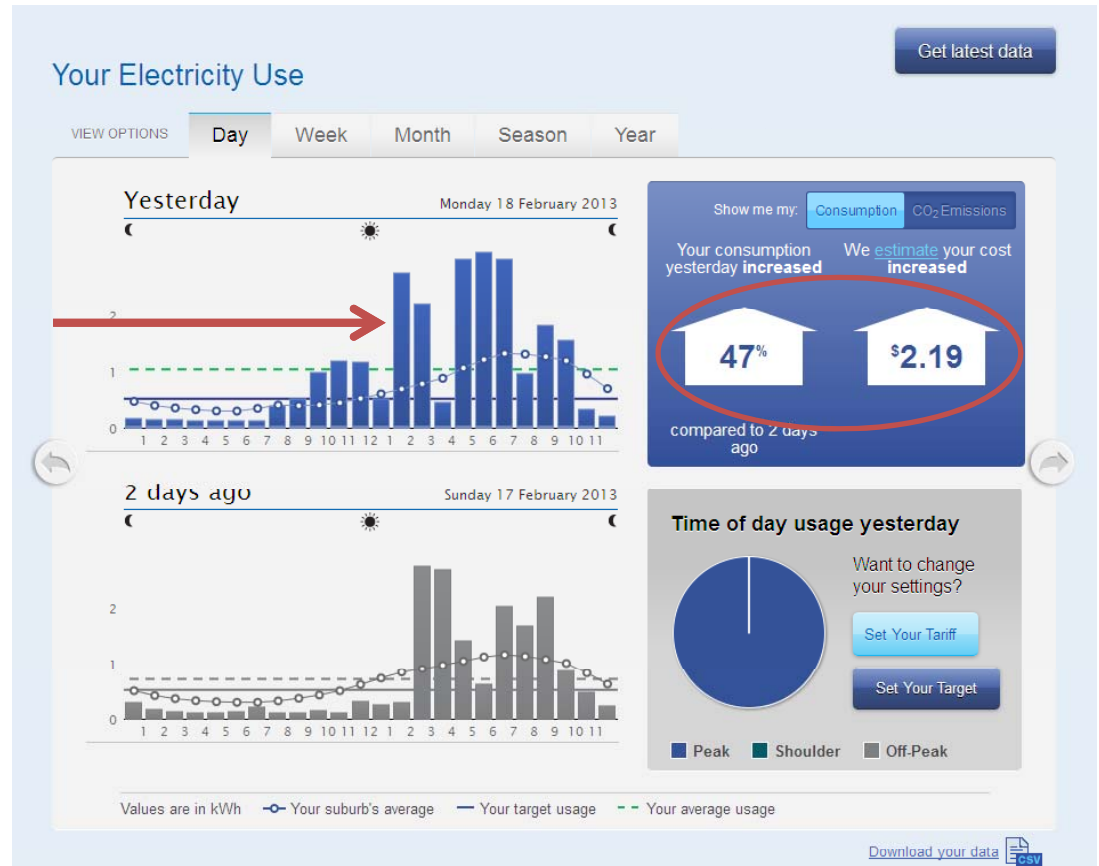 Get latest data
Your Electricity Use
VIEW OPTIONS Day Week Month Season Year
Yesterday Monday 18 February 2013
2
1
0
1 2 3 4 5 6 7 8 9 10 11 12 1 2 3 4 5 6 7 8 9 10 11
2 days ago Sunday 17 February 2013
2
1
0
1 2 3 4 5 6 7 8 9 10 11 12 1 2 3 4 5 6 7 8 9 10 11
Values are in kWh Your suburb's average Your target usage Your average usage
Show me my: Consumption CO₂ Emissions
Your consumption
yesterday increased
We estimate your cost
increased
47%
$2.19
compared to 2 days
ago
Time of day usage yesterday
Want to change
your settings?
Set Your Tariff
Set Your Target
Peak Shoulder Off-Peak
Download your data CSV